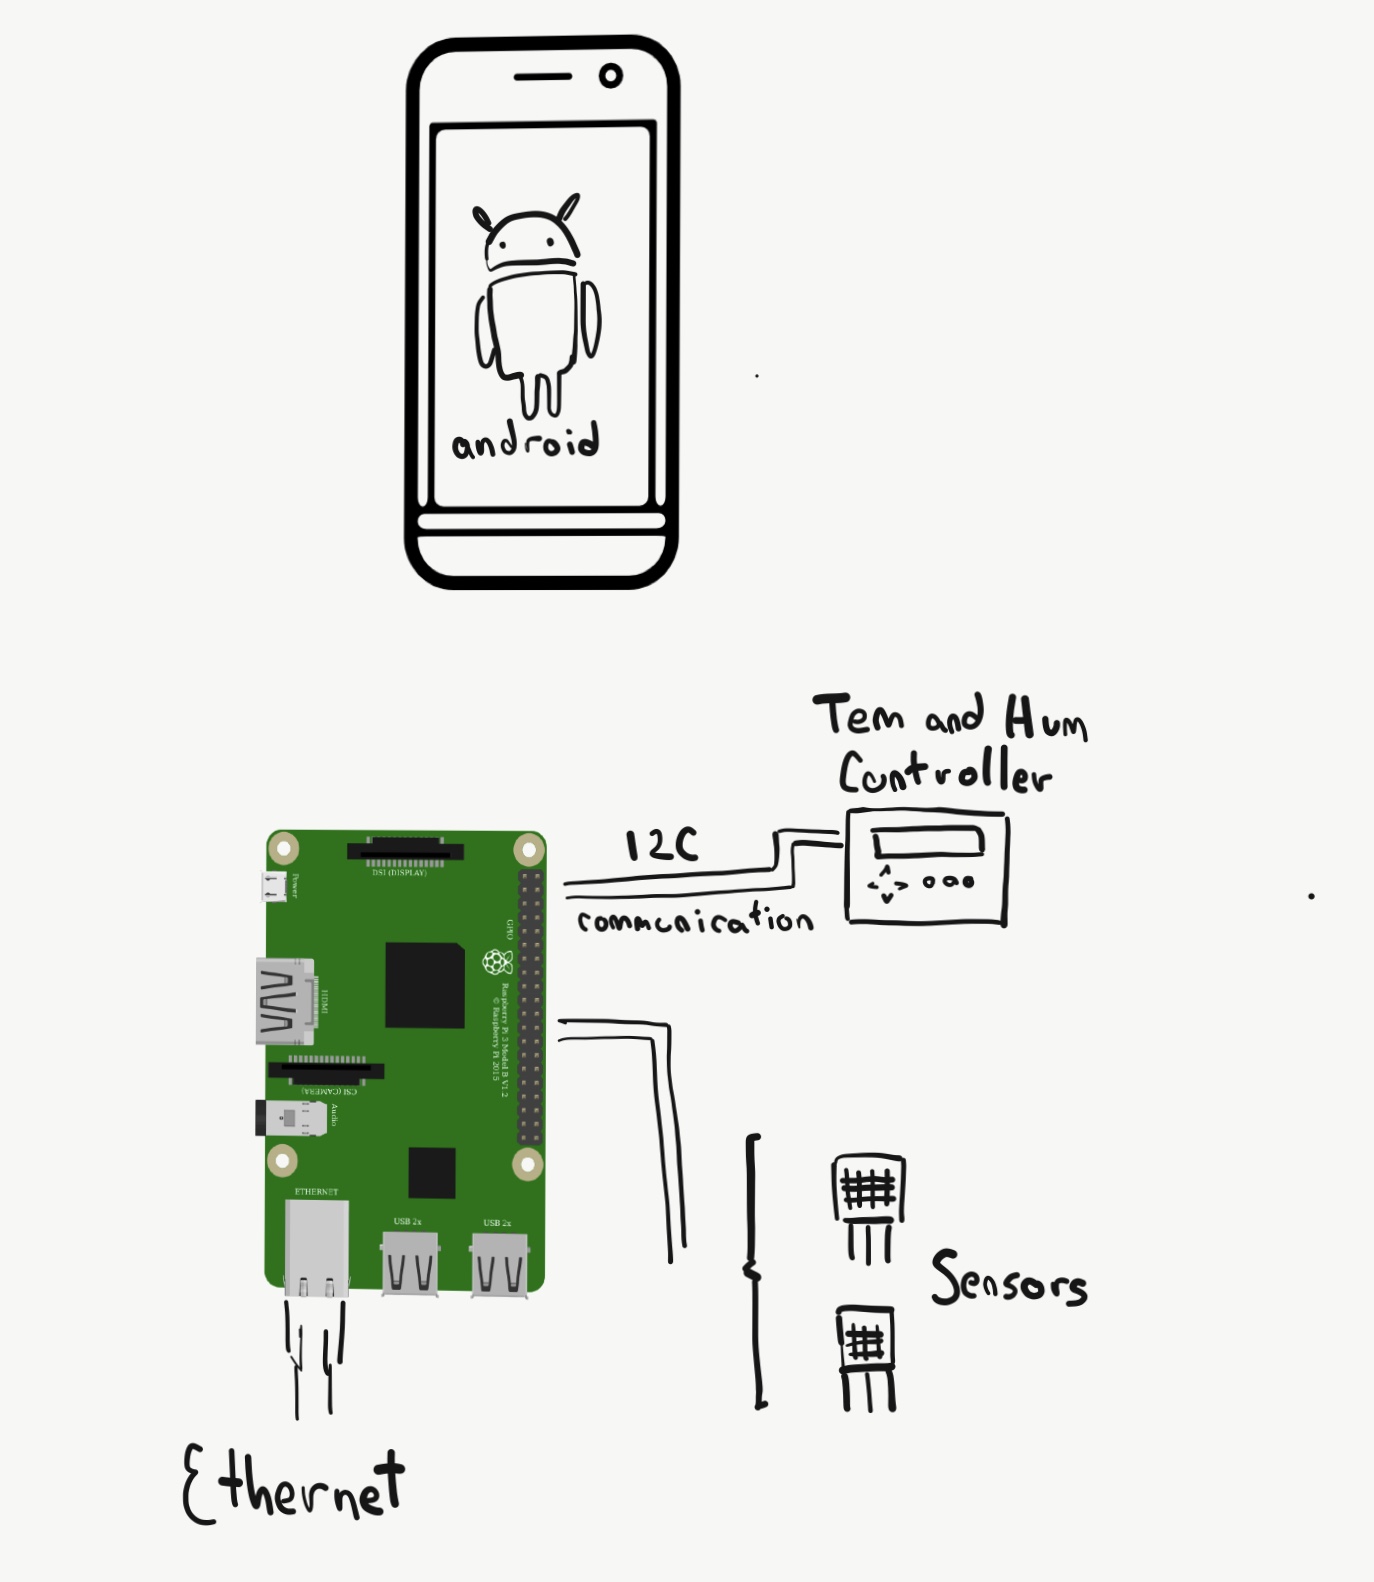 android
Tem and Hum
Controller
I2C
communication
DSI (DISPLAY)
Power
GPIO
HDMI
Raspberry Pi 3 Model B V1.2
© Raspberry Pi 2015
CSI (CAMERA)
Audio
ETHERNET
USB 2x
USB 2x
Sensors
Ethernet